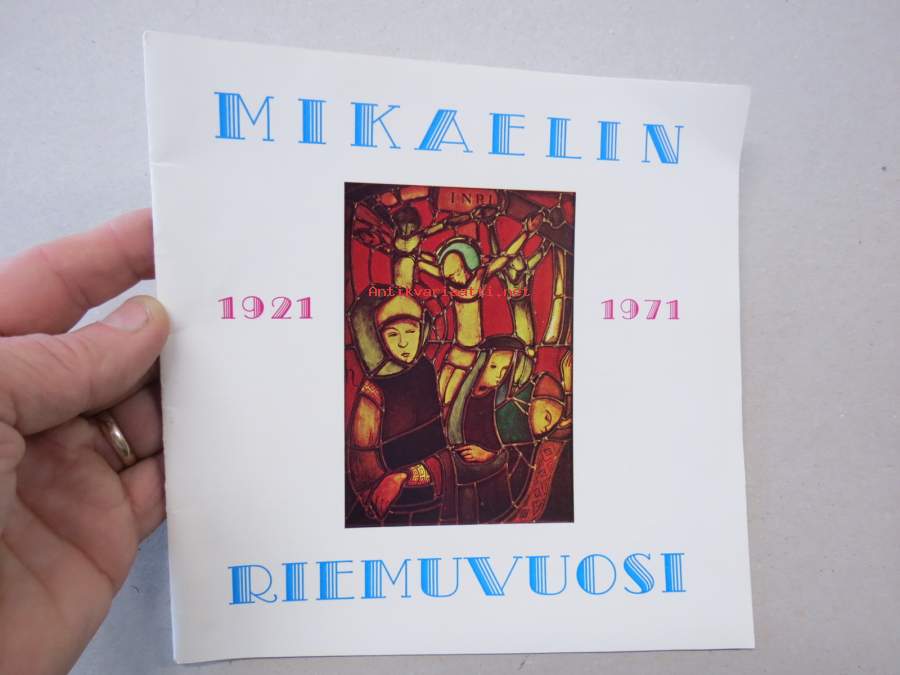 MIKAELIN
INRI
Antikvariaatti.net
1921 1971
RIEMUVUOSI